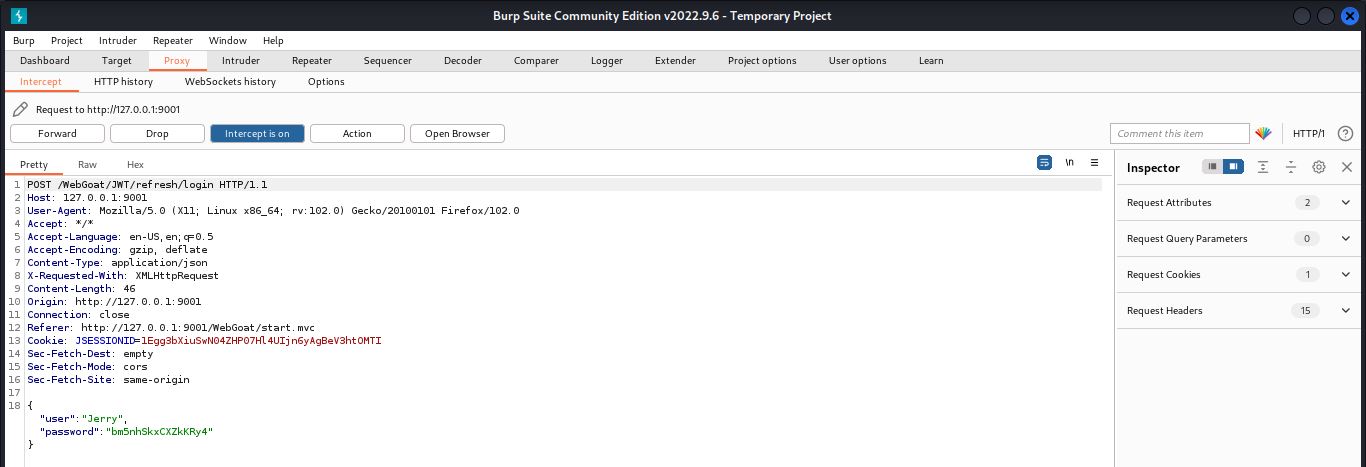 Burp Suite Community Edition v2022.9.6 - Temporary Project
Burp Project Intruder Repeater Window Help
Dashboard Target Proxy Intruder Repeater Sequencer Decoder Comparer Logger Extender Project options User options Learn
Intercept HTTP history WebSockets history Options
Request to http://127.0.0.1:9001
Forward Drop Intercept is on Action Open Browser Comment this item HTTP/1 ?
Pretty Raw Hex \n
Inspector
1 POST /WebGoat/JWT/refresh/login HTTP/1.1
2 Host: 127.0.0.1:9001
3 User-Agent: Mozilla/5.0 (X11; Linux x86_64; rv:102.0) Gecko/20100101 Firefox/102.0
4 Accept: */*
5 Accept-Language: en-US,en;q=0.5
6 Accept-Encoding: gzip, deflate
7 Content-Type: application/json
8 X-Requested-With: XMLHttpRequest
9 Content-Length: 46
10 Origin: http://127.0.0.1:9001
11 Connection: close
12 Referer: http://127.0.0.1:9001/WebGoat/start.mvc
13 Cookie: JSESSIONID=1Egg3bXiuSwN04ZHP07Hl4UIjn6yAgBeV3htOMTI
14 Sec-Fetch-Dest: empty
15 Sec-Fetch-Mode: cors
16 Sec-Fetch-Site: same-origin
17
18 {
"user":"Jerry",
"password":"bm5nhSkxCXZkKRy4"
}
Request Attributes 2
Request Query Parameters 0
Request Cookies 1
Request Headers 15